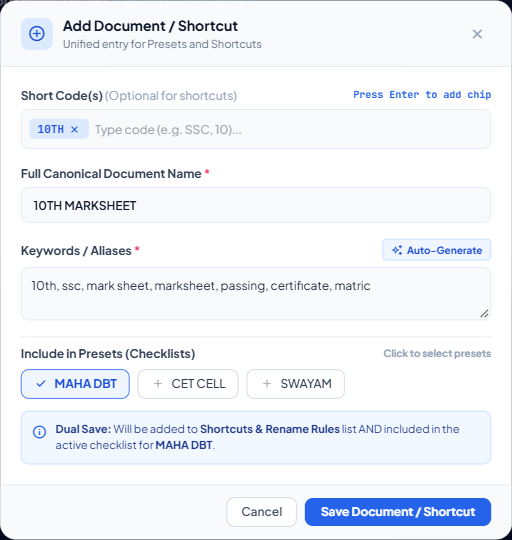 Add Document / Shortcut
Unified entry for Presets and Shortcuts
Short Code(s) (Optional for shortcuts) Press Enter to add chip
10TH × Type code (e.g. SSC, 10)...
Full Canonical Document Name *
10TH MARKSHEET
Keywords / Aliases * Auto-Generate
10th, ssc, mark sheet, marksheet, passing, certificate, matric
Include in Presets (Checklists) Click to select presets
✓ MAHA DBT + CET CELL + SWAYAM
Dual Save: Will be added to Shortcuts & Rename Rules list AND included in the
active checklist for MAHA DBT.
Cancel Save Document / Shortcut